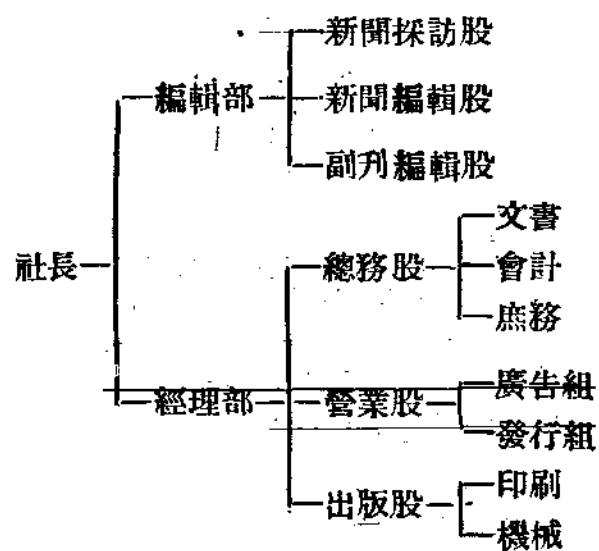 新聞採訪股
編輯部
新聞編輯股
副刋編輯股
文書
社長
總務股
會計
庶務
廣告組
經理部
營業股
發行組
印刷
出版股
機械